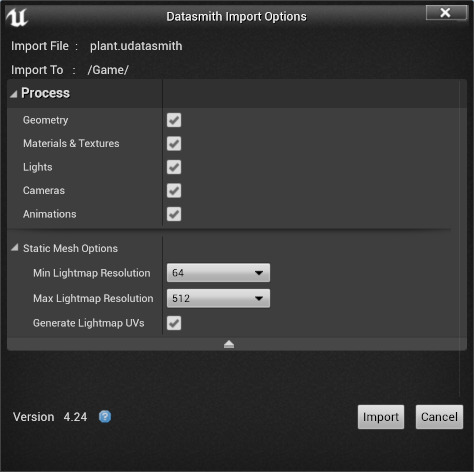 Datasmith Import Options
Import File : plant.udatasmith
Import To : /Game/
Process
Geometry
Materials & Textures
Lights
Cameras
Animations
Static Mesh Options
Min Lightmap Resolution 64
Max Lightmap Resolution 512
Generate Lightmap UVs
Version 4.24 ? Import Cancel